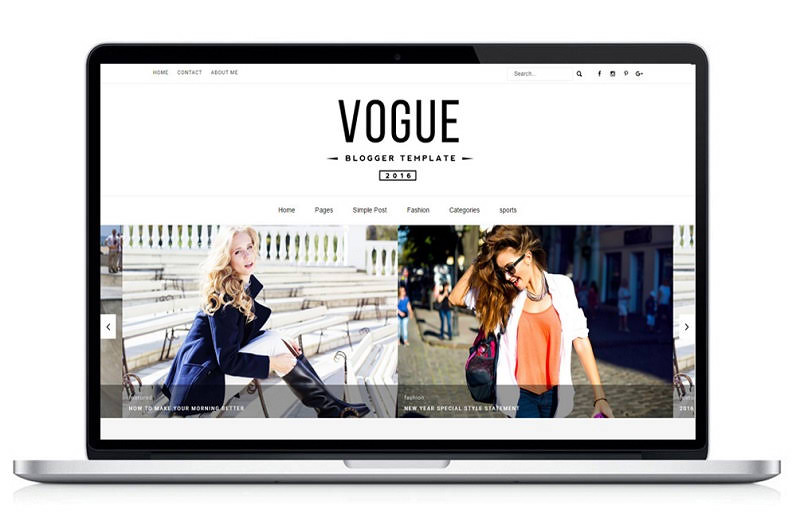 HOME CONTACT ABOUT ME Search...
VOGUE
BLOGGER TEMPLATE
2016
Home Pages Simple Post Fashion Categories sports
featured
HOW TO MAKE YOUR MORNING BETTER
fashion
NEW YEAR SPECIAL STYLE STATEMENT
2016